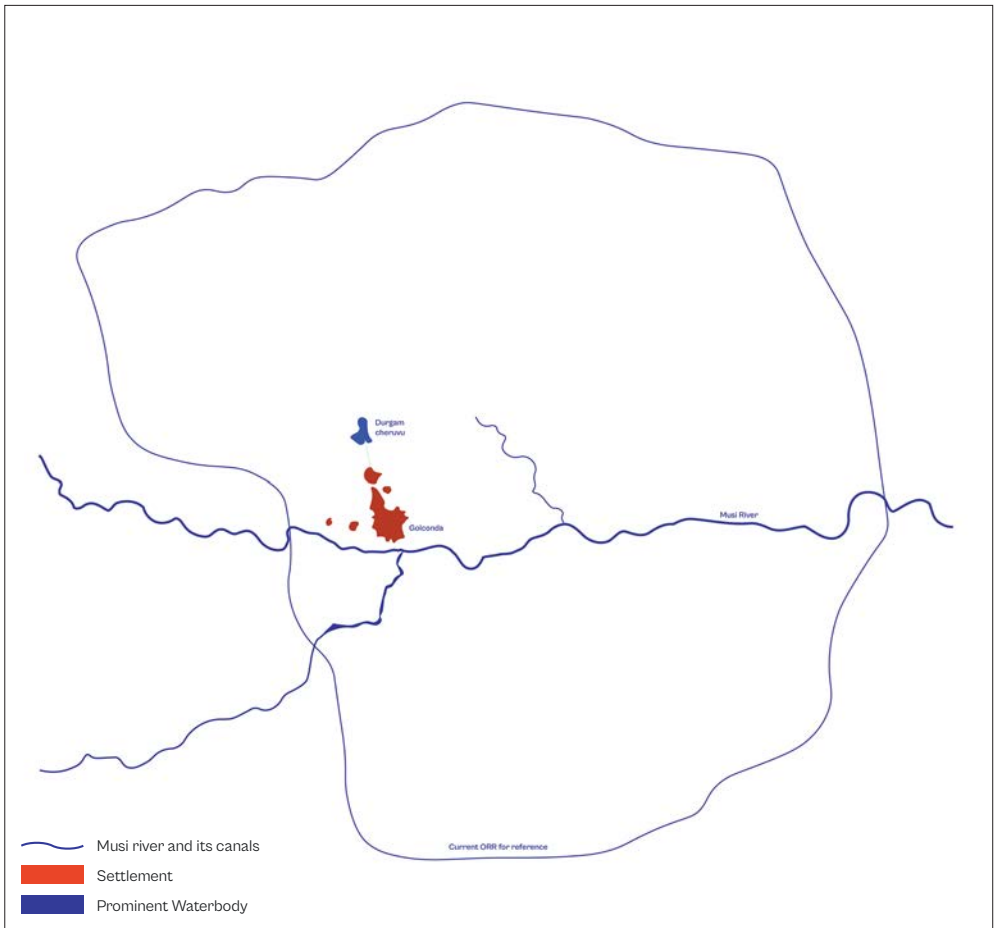 Durgam
cheruvu
Golconda
Musi River
Current ORR for reference
Musi river and its canals
Settlement
Prominent Waterbody